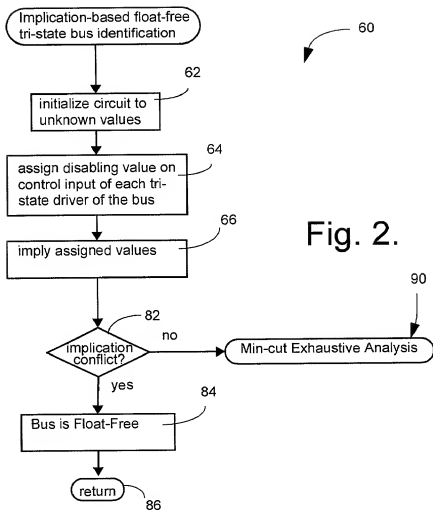 Implication-based float-free
tri-state bus identification
60
62
initialize circuit to
unknown values
64
assign disabling value on
control input of each tri-
state driver of the bus
66
imply assigned values
Fig. 2.
82
implication
conflict?
no
90
Min-cut Exhaustive Analysis
yes
84
Bus is Float-Free
return
86